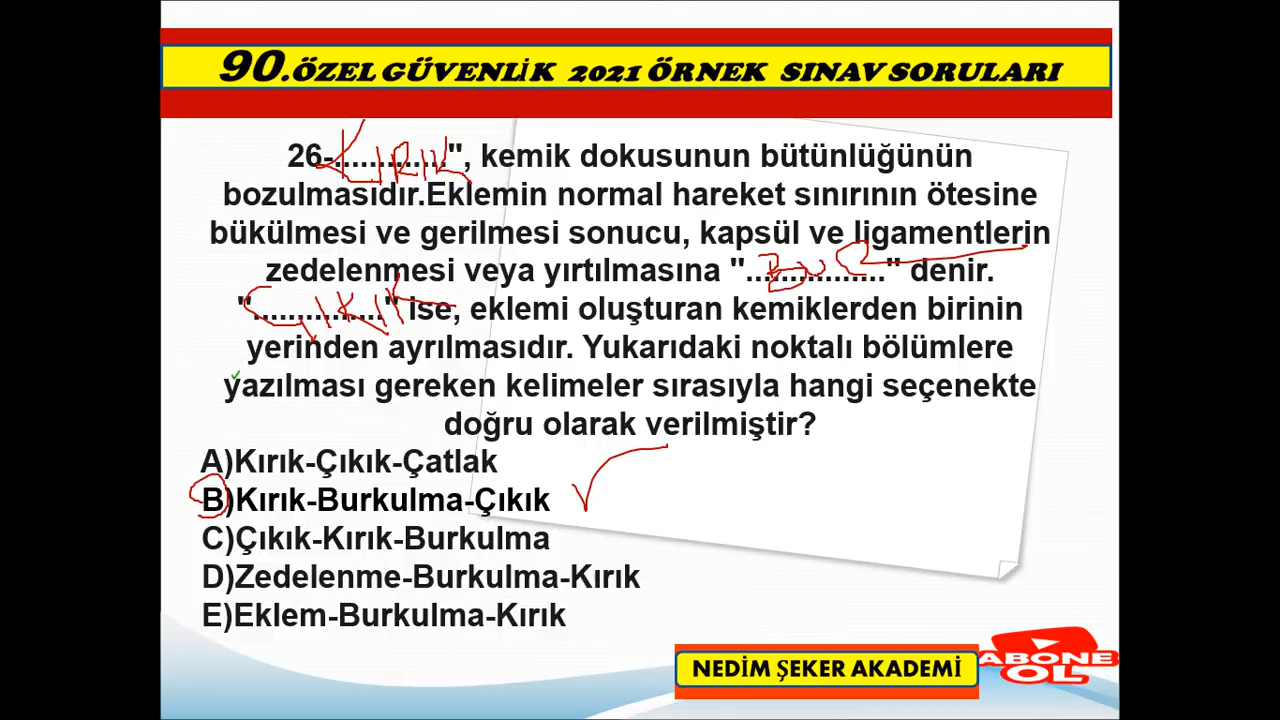 90.ÖZEL GÜVENLİK 2021 ÖRNEK SINAV SORULARI
26-............", kemik dokusunun bütünlüğünün
KIRIK
bozulmasıdır.Eklemin normal hareket sınırının ötesine
bükülmesi ve gerilmesi sonucu, kapsül ve ligamentlerin
zedelenmesi veya yırtılmasına "................" denir.
BUR
"..............." ise, eklemi oluşturan kemiklerden birinin
ÇIKIK
yerinden ayrılmasıdır. Yukarıdaki noktalı bölümlere
yazılması gereken kelimeler sırasıyla hangi seçenekte
doğru olarak verilmiştir?
A)Kırık-Çıkık-Çatlak
B)Kırık-Burkulma-Çıkık
C)Çıkık-Kırık-Burkulma
D)Zedelenme-Burkulma-Kırık
E)Eklem-Burkulma-Kırık
NEDİM ŞEKER AKADEMİ
ABONE
OL